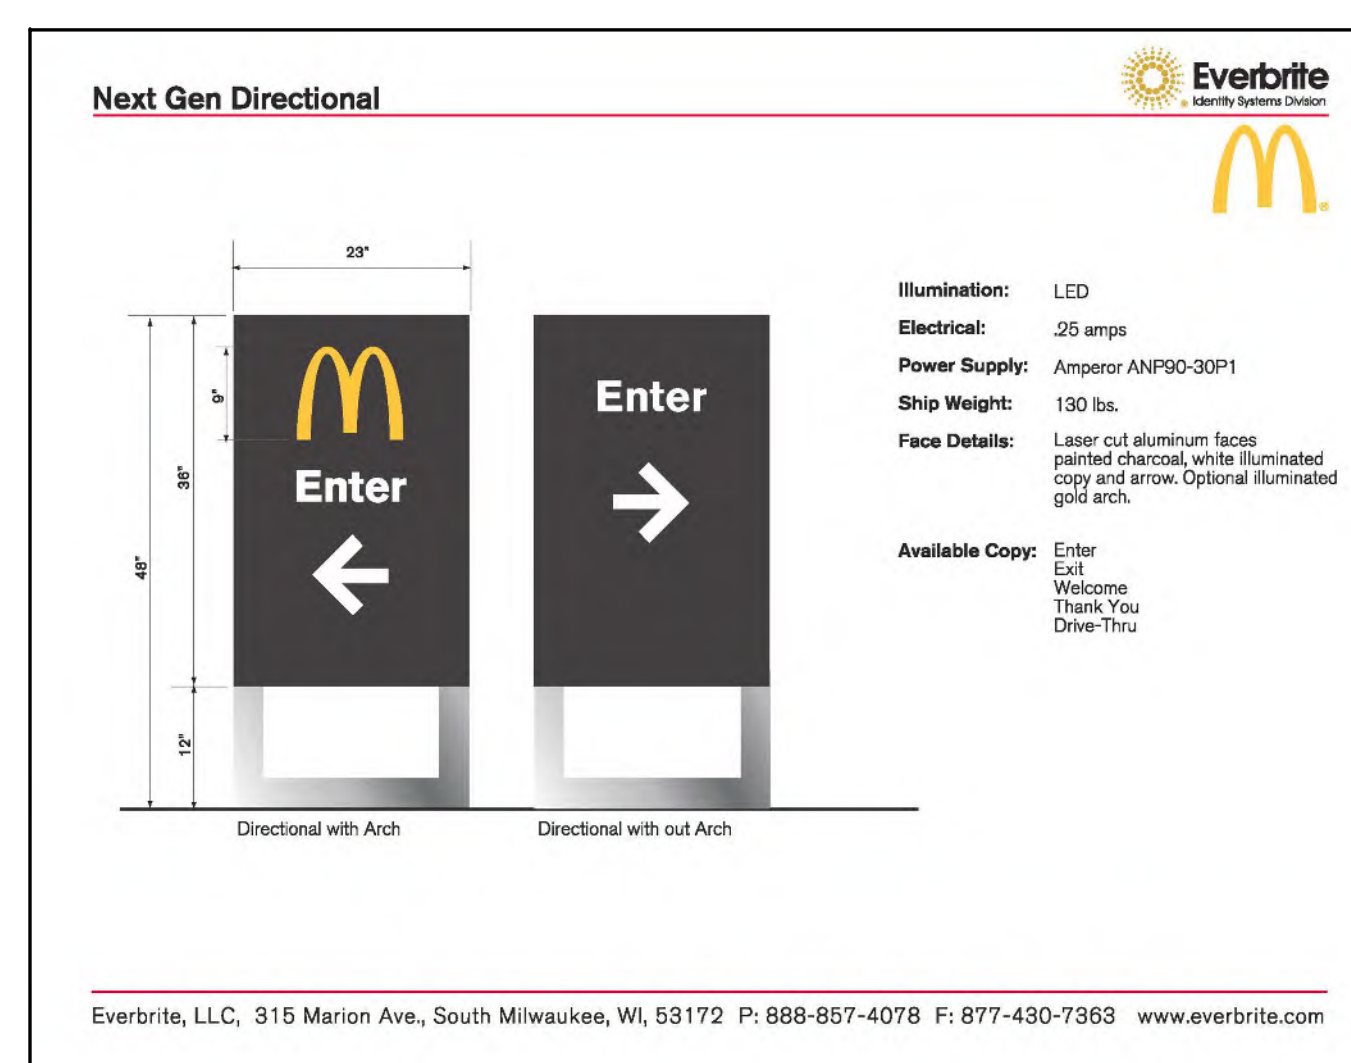 Next Gen Directional
Everbrite
Identity Systems Division
23"
9"
36"
48"
12"
Enter
Directional with Arch
Enter
Directional with out Arch
Illumination: LED
Electrical: .25 amps
Power Supply: Amperor ANP90-30P1
Ship Weight: 130 lbs.
Face Details: Laser cut aluminum faces
painted charcoal, white illuminated
copy and arrow. Optional illuminated
gold arch.
Available Copy: Enter
Exit
Welcome
Thank You
Drive-Thru
Everbrite, LLC, 315 Marion Ave., South Milwaukee, WI, 53172 P: 888-857-4078 F: 877-430-7363 www.everbrite.com